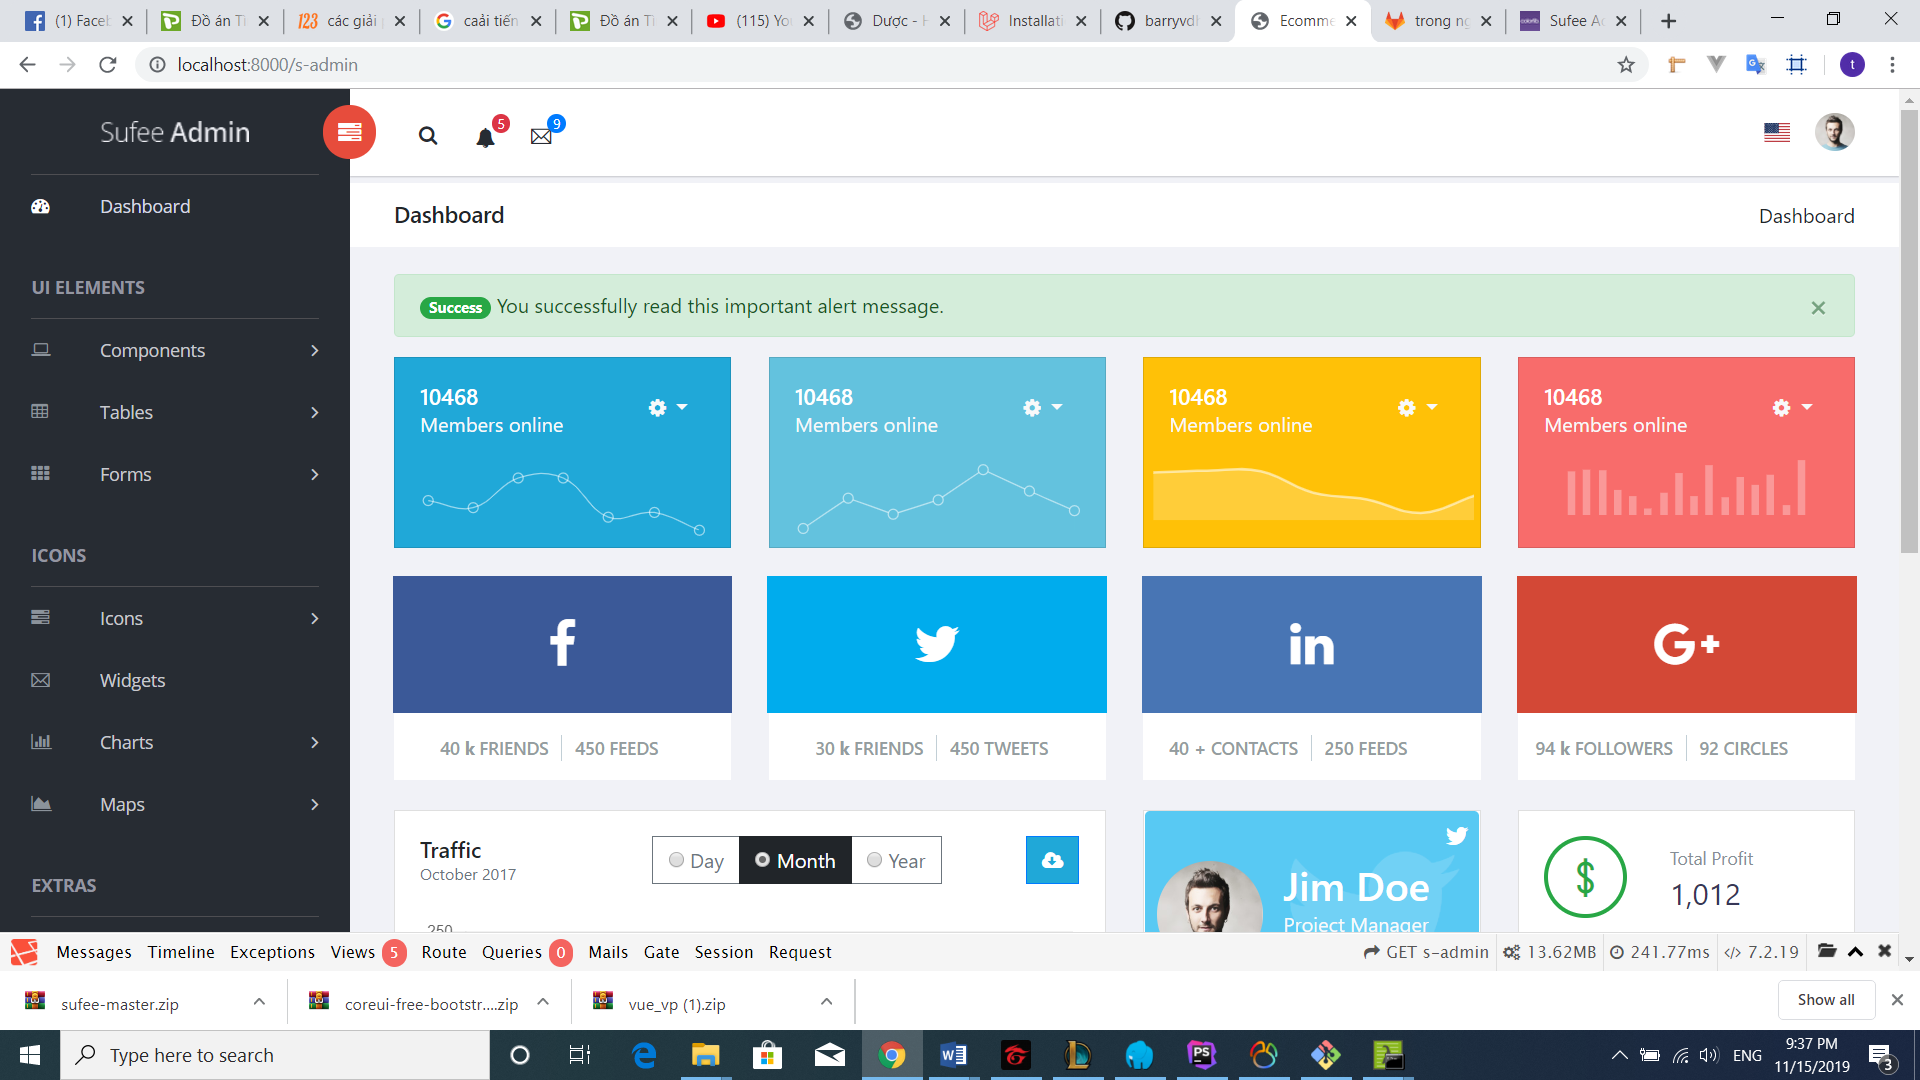 (1) Faceb
Đồ án T
các giải
caải tiến
Đồ án Tl
(115) Yo
Dược - H
Installati
barryvdh
Ecomme
trong ng
Sufee Ad
localhost:8000/s-admin
t
Sufee Admin
5
9
Dashboard
Dashboard
Dashboard
UI ELEMENTS
Success You successfully read this important alert message.
Components
Tables
Forms
10468
Members online
10468
Members online
10468
Members online
10468
Members online
ICONS
Icons
Widgets
Charts
Maps
EXTRAS
40 k FRIENDS
450 FEEDS
30 k FRIENDS
450 TWEETS
40 + CONTACTS
250 FEEDS
94 k FOLLOWERS
92 CIRCLES
Traffic
October 2017
Day
Month
Year
250
Jim Doe
Project Manager
Total Profit
1,012
Messages Timeline Exceptions Views 5 Route Queries 0 Mails Gate Session Request
GET s-admin 13.62MB 241.77ms 7.2.19
sufee-master.zip
coreui-free-bootstr....zip
vue_vp (1).zip
Show all
Type here to search
ENG
9:37 PM
11/15/2019
3